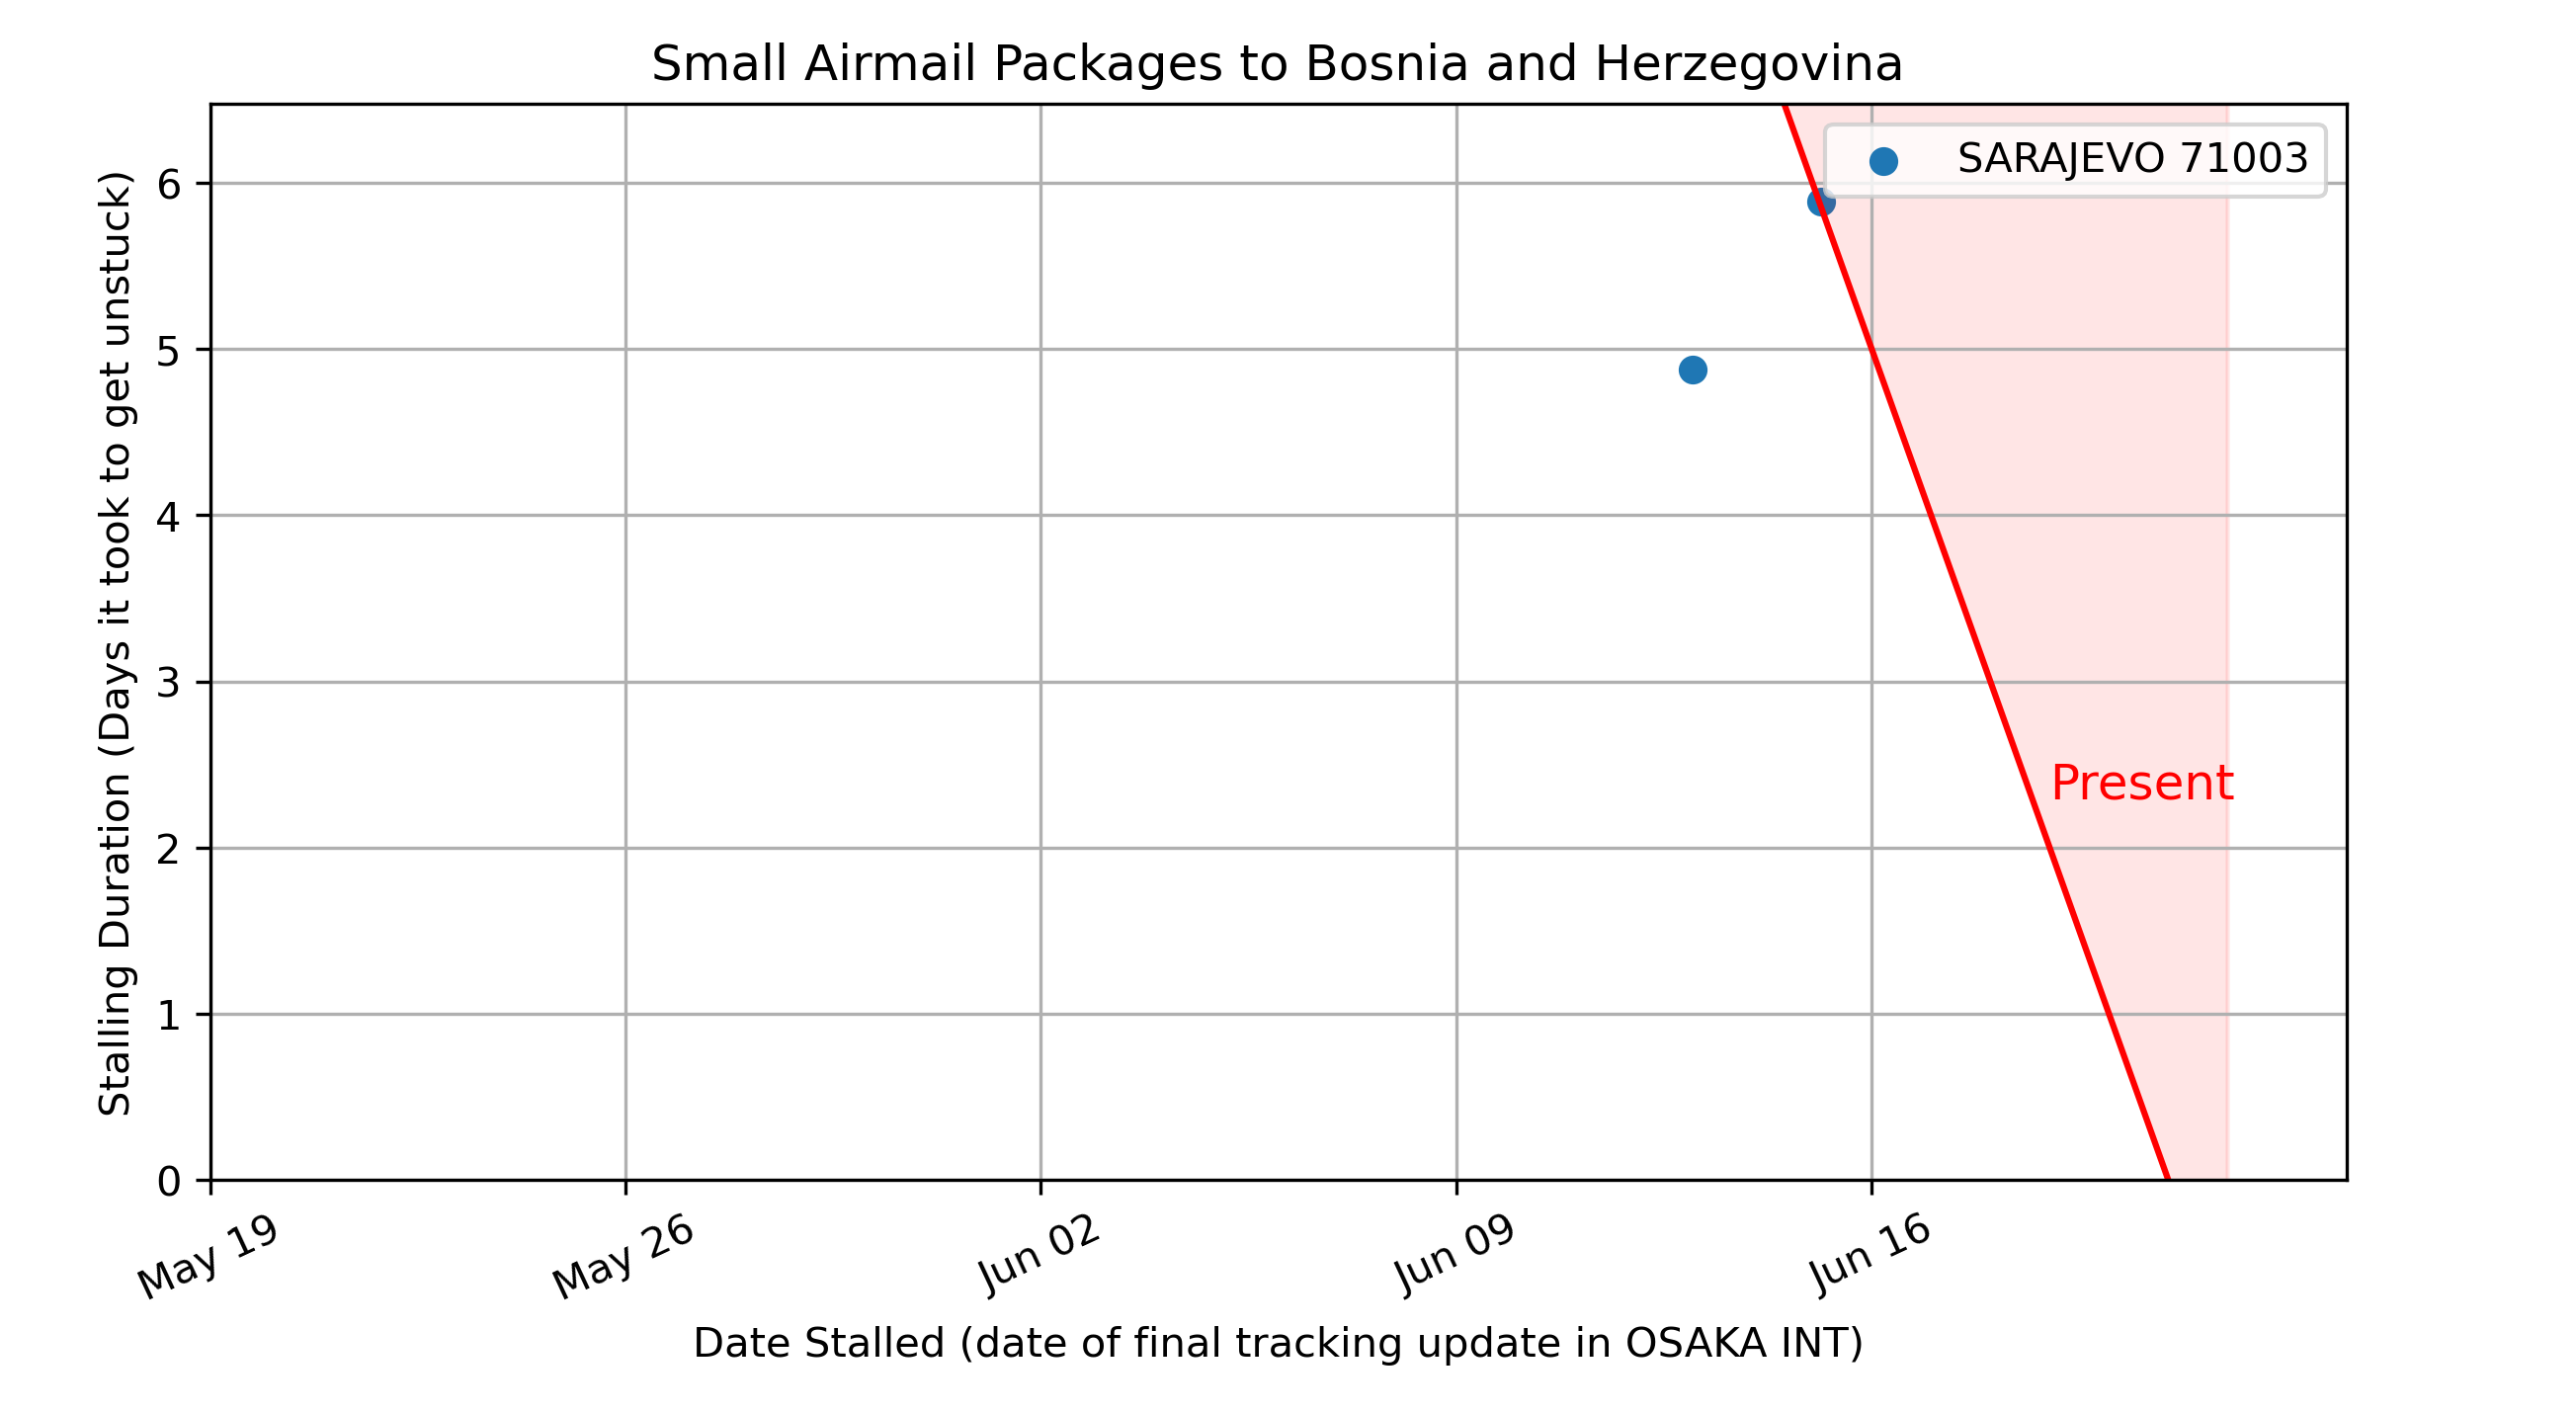 Small Airmail Packages to Bosnia and Herzegovina
SARAJEVO 71003
Stalling Duration (Days it took to get unstuck)
6
5
4
3
2
1
0
Present
May 19
May 26
Jun 02
Jun 09
Jun 16
Date Stalled (date of final tracking update in OSAKA INT)